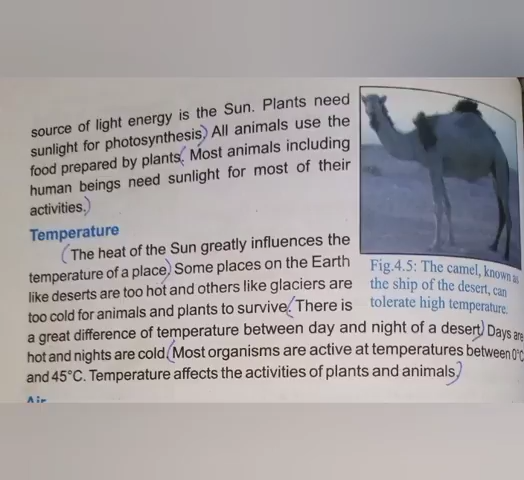 source of light energy is the Sun. Plants need
sunlight for photosynthesis. All animals use the
food prepared by plants. Most animals including
human beings need sunlight for most of their
activities.
Temperature
The heat of the Sun greatly influences the
temperature of a place. Some places on the Earth
like deserts are too hot and others like glaciers are
too cold for animals and plants to survive. There is
a great difference of temperature between day and night of a desert. Days are
hot and nights are cold. Most organisms are active at temperatures between 0°C
and 45°C. Temperature affects the activities of plants and animals.
Fig.4.5: The camel, known as
the ship of the desert, can
tolerate high temperature.
Air